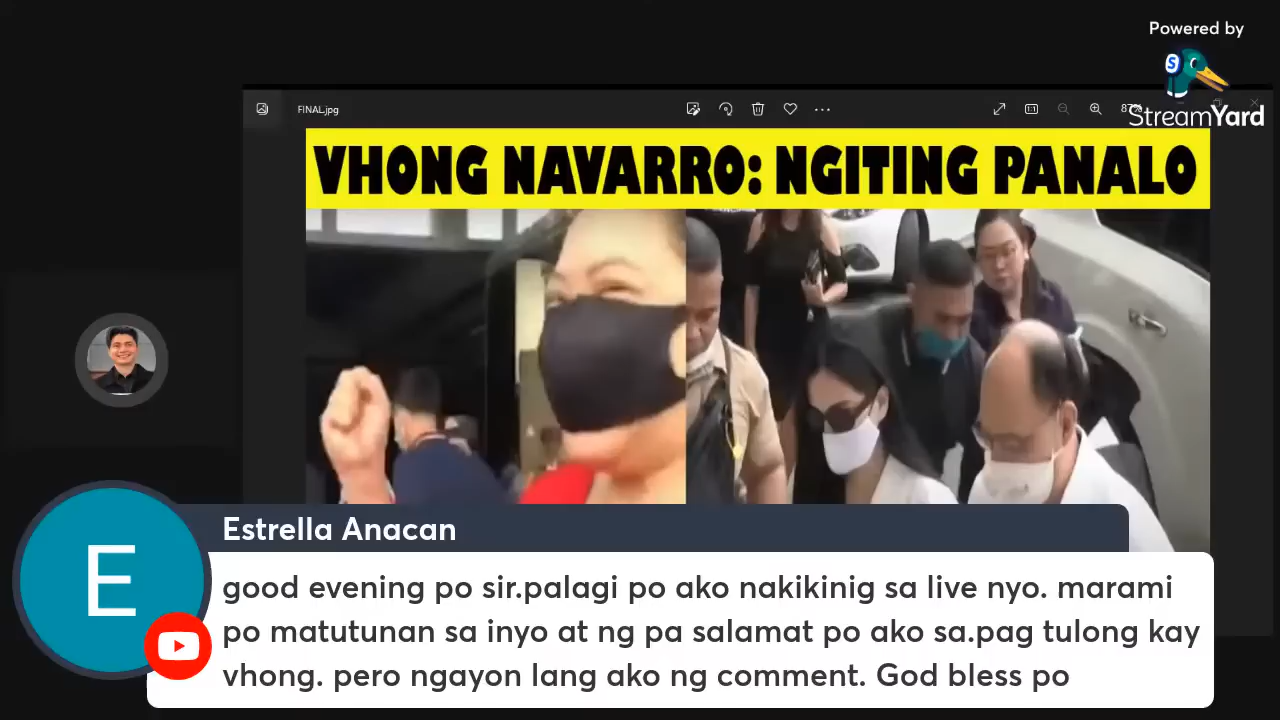 Powered by
StreamYard
FINAL.jpg
VHONG NAVARRO: NGITING PANALO
E
Estrella Anacan
good evening po sir.palagi po ako nakikinig sa live nyo. marami
po matutunan sa inyo at ng pa salamat po ako sa.pag tulong kay
vhong. pero ngayon lang ako ng comment. God bless po